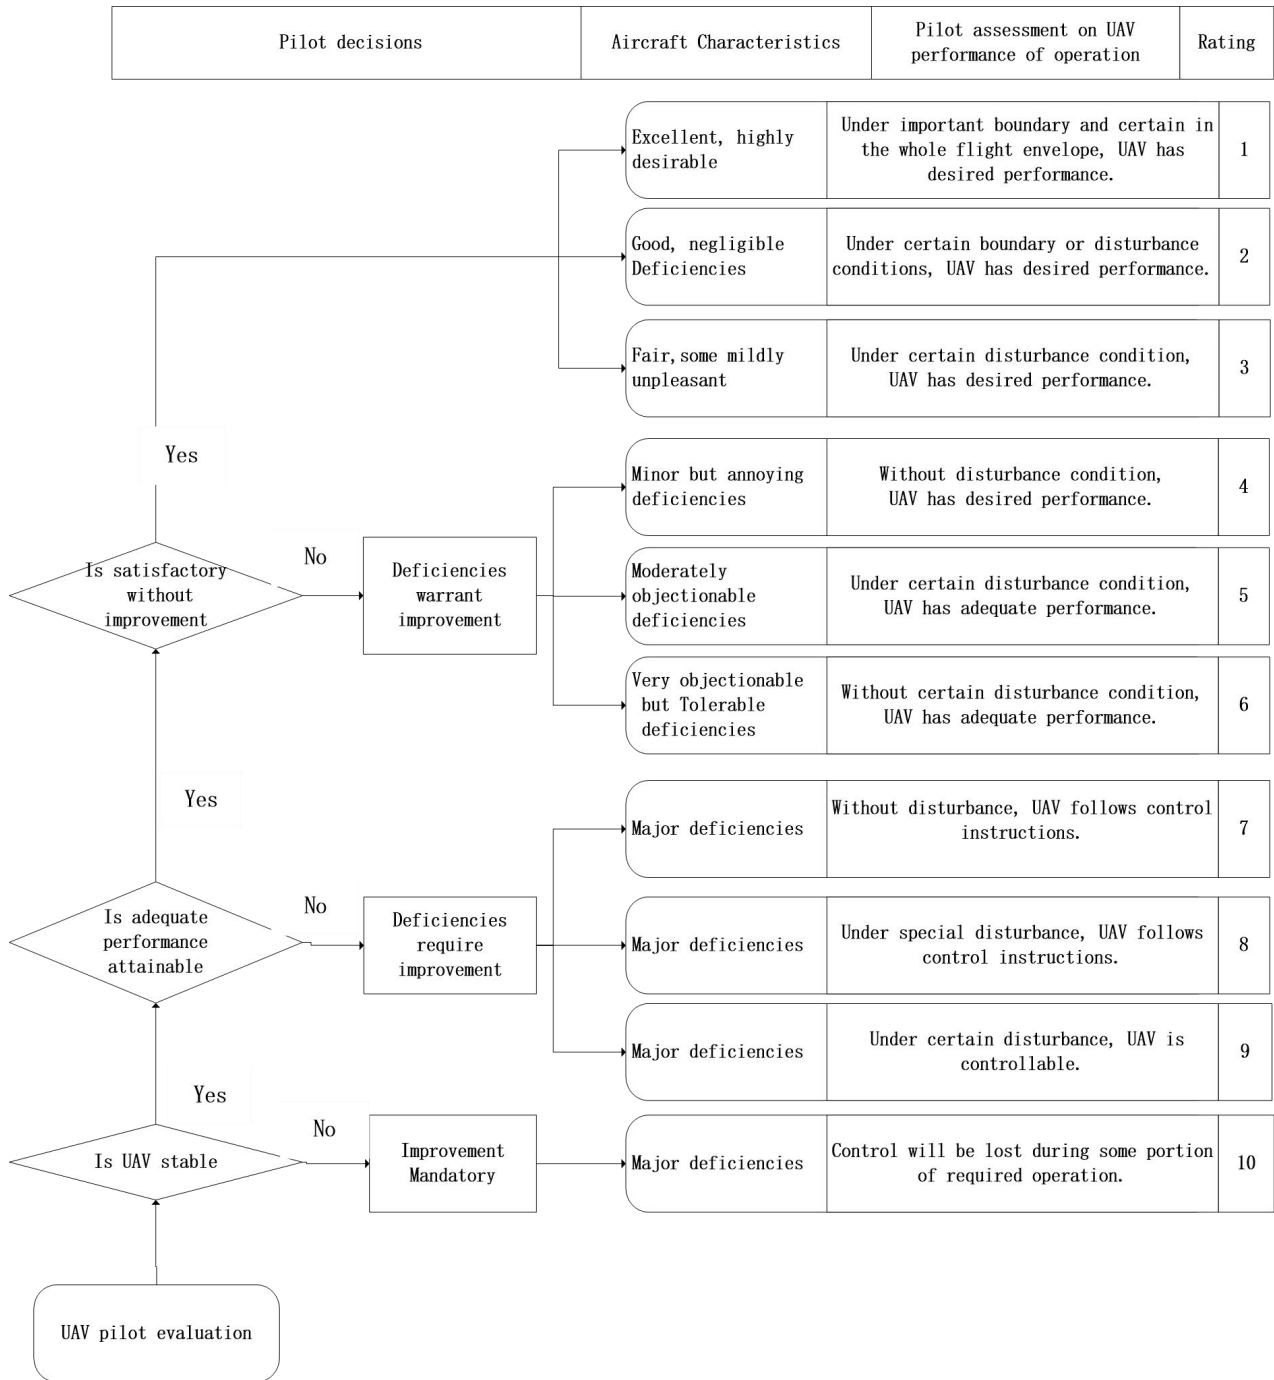 Pilot decisions
Aircraft Characteristics
Pilot assessment on UAV
performance of operation
Rating
Excellent, highly
desirable
Under important boundary and certain in
the whole flight envelope, UAV has
desired performance.
1
Good, negligible
Deficiencies
Under certain boundary or disturbance
conditions, UAV has desired performance.
2
Fair,some mildly
unpleasant
Under certain disturbance condition,
UAV has desired performance.
3
Yes
Minor but annoying
deficiencies
Without disturbance condition,
UAV has desired performance.
4
Is satisfactory
without
improvement
No
Deficiencies
warrant
improvement
Moderately
objectionable
deficiencies
Under certain disturbance condition,
UAV has adequate performance.
5
Very objectionable
but Tolerable
deficiencies
Without certain disturbance condition,
UAV has adequate performance.
6
Yes
Major deficiencies
Without disturbance, UAV follows control
instructions.
7
Is adequate
performance
attainable
No
Deficiencies
require
improvement
Major deficiencies
Under special disturbance, UAV follows
control instructions.
8
Major deficiencies
Under certain disturbance, UAV is
controllable.
9
Yes
Is UAV stable
No
Improvement
Mandatory
Major deficiencies
Control will be lost during some portion
of required operation.
10
UAV pilot evaluation